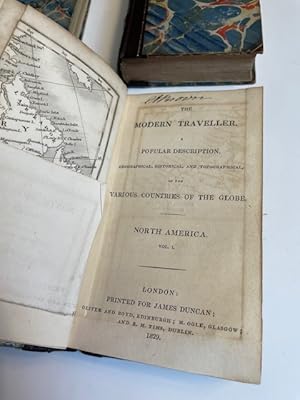 THE
MODERN TRAVELLER.
A
POPULAR DESCRIPTION,
GEOGRAPHICAL, HISTORICAL, AND TOPOGRAPHICAL,
OF THE
VARIOUS COUNTRIES OF THE GLOBE.
NORTH AMERICA.
VOL. I.
LONDON:
PRINTED FOR JAMES DUNCAN;
OLIVER AND BOYD, EDINBURGH; M. OGLE, GLASGOW;
AND R. M. TIMS, DUBLIN.
1829.